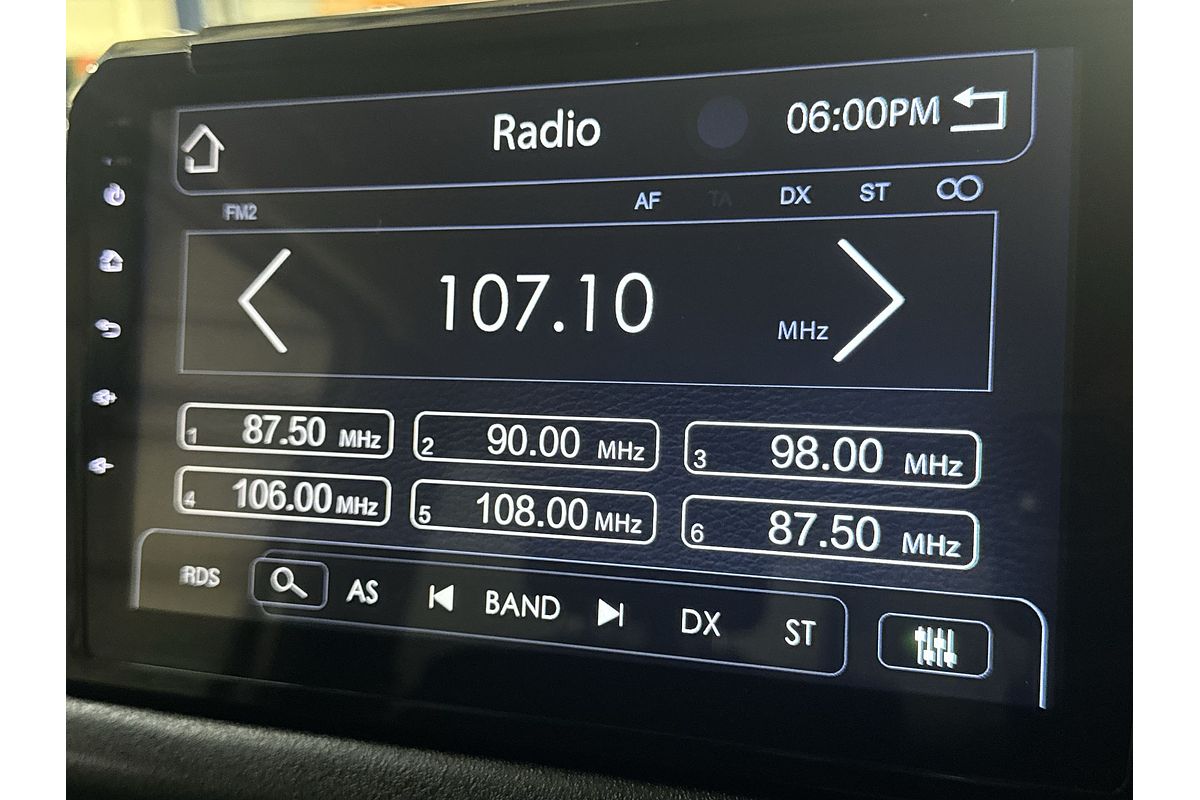 Radio 06:00PM
FM2 AF TA DX ST
107.10 MHz
1 87.50 MHz 2 90.00 MHz 3 98.00 MHz
4 106.00 MHz 5 108.00 MHz 6 87.50 MHz
RDS AS BAND DX ST